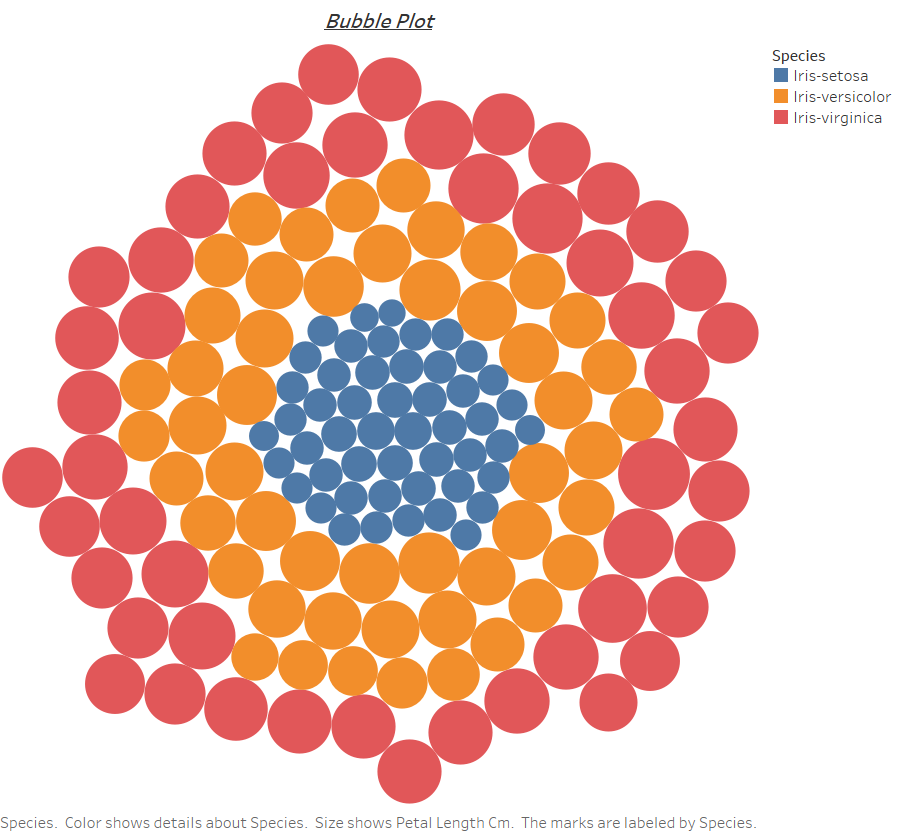 Bubble Plot
Species
Iris-setosa
Iris-versicolor
Iris-virginica
Species.  Color shows details about Species.  Size shows Petal Length Cm.  The marks are labeled by Species.